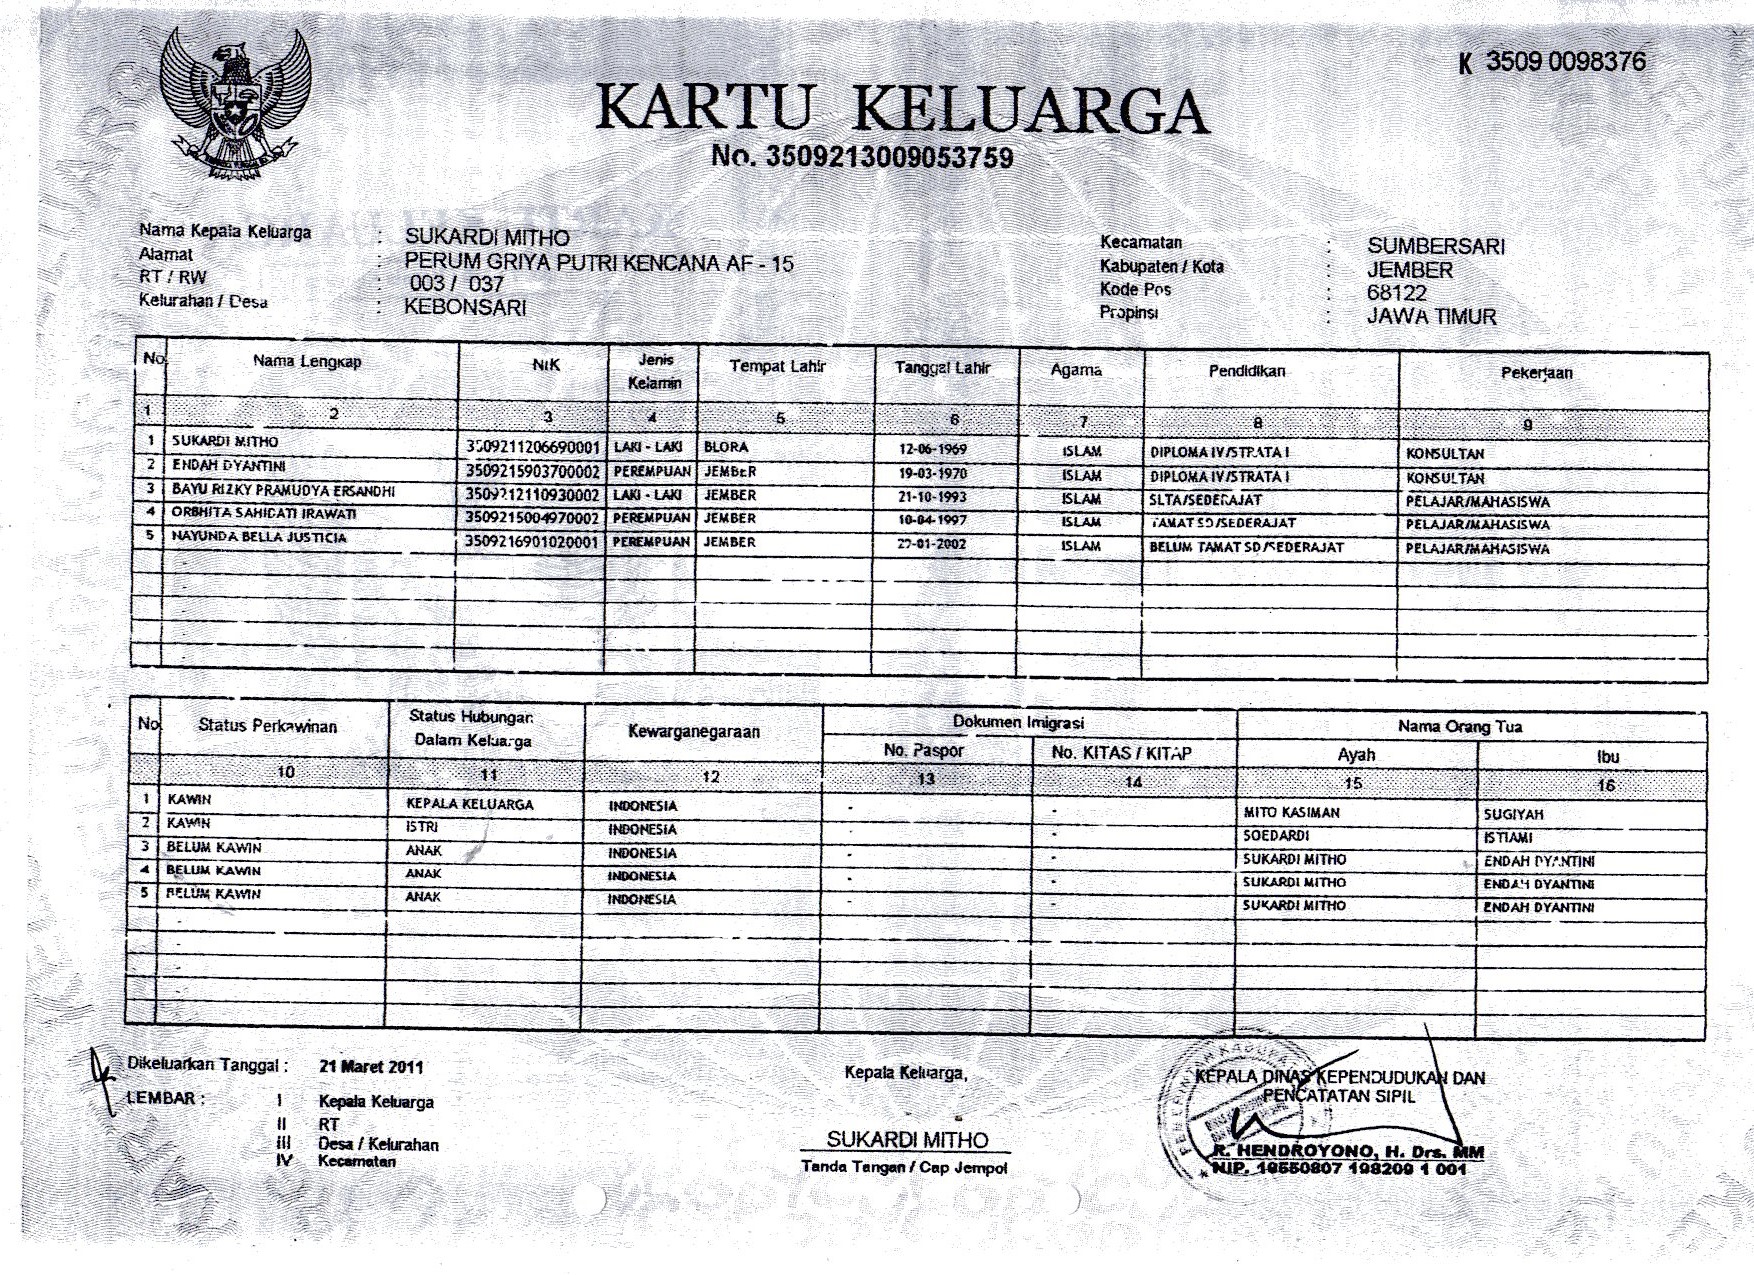 K 3509 0098376
KARTU KELUARGA
No. 3509213009053759
Nama Kepala Keluarga : SUKARDI MITHO
Alamat : PERUM GRIYA PUTRI KENCANA AF - 15
RT / RW : 003 / 037
Kelurahan / Desa : KEBONSARI
Kecamatan : SUMBERSARI
Kabupaten / Kota : JEMBER
Kode Pos : 68122
Propinsi : JAWA TIMUR
No. Nama Lengkap NIK Jenis Kelamin Tempat Lahir Tanggal Lahir Agama Pendidikan Pekerjaan
1 2 3 4 5 6 7 8 9
1 SUKARDI MITHO 3509211206690001 LAKI - LAKI BLORA 12-06-1969 ISLAM DIPLOMA IV/STRATA I KONSULTAN
2 ENDAH DYANTINI 3509215903700002 PEREMPUAN JEMBER 19-03-1970 ISLAM DIPLOMA IV/STRATA I KONSULTAN
3 BAYU RIZKY PRAMUDYA ERSANDHI 3509212110930002 LAKI - LAKI JEMBER 21-10-1993 ISLAM SLTA/SEDERAJAT PELAJAR/MAHASISWA
4 ORBHITA SAHIDATI IRAWATI 3509215004970002 PEREMPUAN JEMBER 10-04-1997 ISLAM TAMAT SD/SEDERAJAT PELAJAR/MAHASISWA
5 NAYUNDA BELLA JUSTICIA 3509216901020001 PEREMPUAN JEMBER ISLAM BELUM TAMAT SD/SEDERAJAT PELAJAR/MAHASISWA
No. Status Perkawinan Status Hubungan Dalam Keluarga Kewarganegaraan Dokumen Imigrasi Nama Orang Tua
No. Paspor No. KITAS / KITAP Ayah Ibu
10 11 12 13 14 15 16
1 KAWIN KEPALA KELUARGA INDONESIA - - MITO KASIMAN SUGIYAH
2 KAWIN ISTRI INDONESIA - - SOEDARDI ISTIAMI
3 BELUM KAWIN ANAK INDONESIA - - SUKARDI MITHO ENDAH DYANTINI
4 BELUM KAWIN ANAK INDONESIA - - SUKARDI MITHO ENDAH DYANTINI
5 BELUM KAWIN ANAK INDONESIA - - SUKARDI MITHO ENDAH DYANTINI
Dikeluarkan Tanggal : 21 Maret 2011
LEMBAR : I Kepala Keluarga
II RT
III Desa / Kelurahan
IV Kecamatan
Kepala Keluarga,
SUKARDI MITHO
Tanda Tangan / Cap Jempol
KEPALA DINAS KEPENDUDUKAN DAN
PENCATATAN SIPIL
R. HENDROYONO, H. Drs. MM
NIP. 19550807 198209 1 001